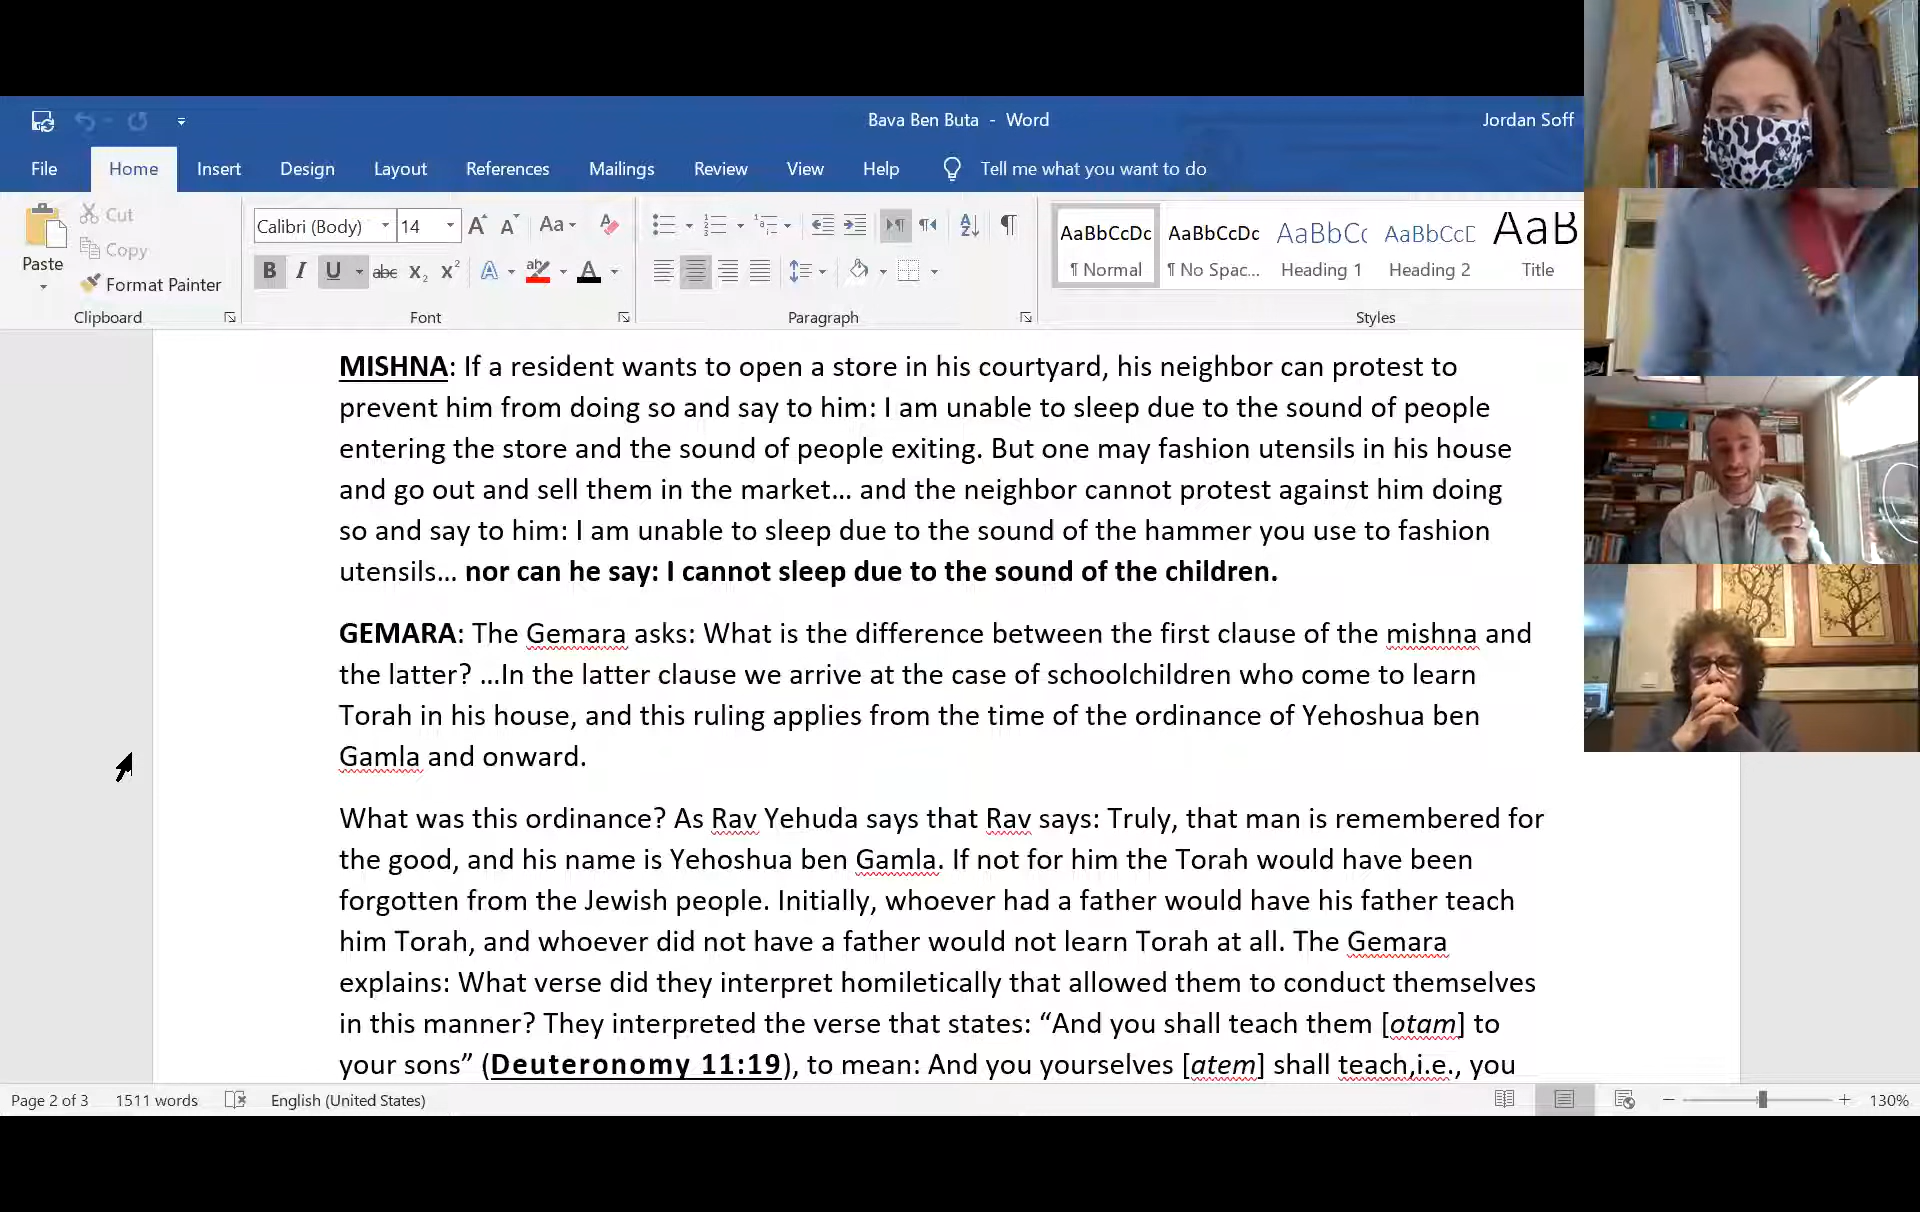 Bava Ben Buta - Word
Jordan Soff
File Home Insert Design Layout References Mailings Review View Help Tell me what you want to do
Paste
Cut
Copy
Format Painter
Clipboard
Calibri (Body) 14
Aa
B I U abc X₂ X²
A ab A
Font
Paragraph
AaBbCcDc AaBbCcDc AaBbCc AaBbCcD AaB
¶ Normal ¶ No Spac... Heading 1 Heading 2 Title
Styles
MISHNA: If a resident wants to open a store in his courtyard, his neighbor can protest to
prevent him from doing so and say to him: I am unable to sleep due to the sound of people
entering the store and the sound of people exiting. But one may fashion utensils in his house
and go out and sell them in the market... and the neighbor cannot protest against him doing
so and say to him: I am unable to sleep due to the sound of the hammer you use to fashion
utensils... nor can he say: I cannot sleep due to the sound of the children.
GEMARA: The Gemara asks: What is the difference between the first clause of the mishna and
the latter? ...In the latter clause we arrive at the case of schoolchildren who come to learn
Torah in his house, and this ruling applies from the time of the ordinance of Yehoshua ben
Gamla and onward.
What was this ordinance? As Rav Yehuda says that Rav says: Truly, that man is remembered for
the good, and his name is Yehoshua ben Gamla. If not for him the Torah would have been
forgotten from the Jewish people. Initially, whoever had a father would have his father teach
him Torah, and whoever did not have a father would not learn Torah at all. The Gemara
explains: What verse did they interpret homiletically that allowed them to conduct themselves
in this manner? They interpreted the verse that states: “And you shall teach them [otam] to
your sons” (Deuteronomy 11:19), to mean: And you yourselves [atem] shall teach,i.e., you
Page 2 of 3 1511 words English (United States) 130%